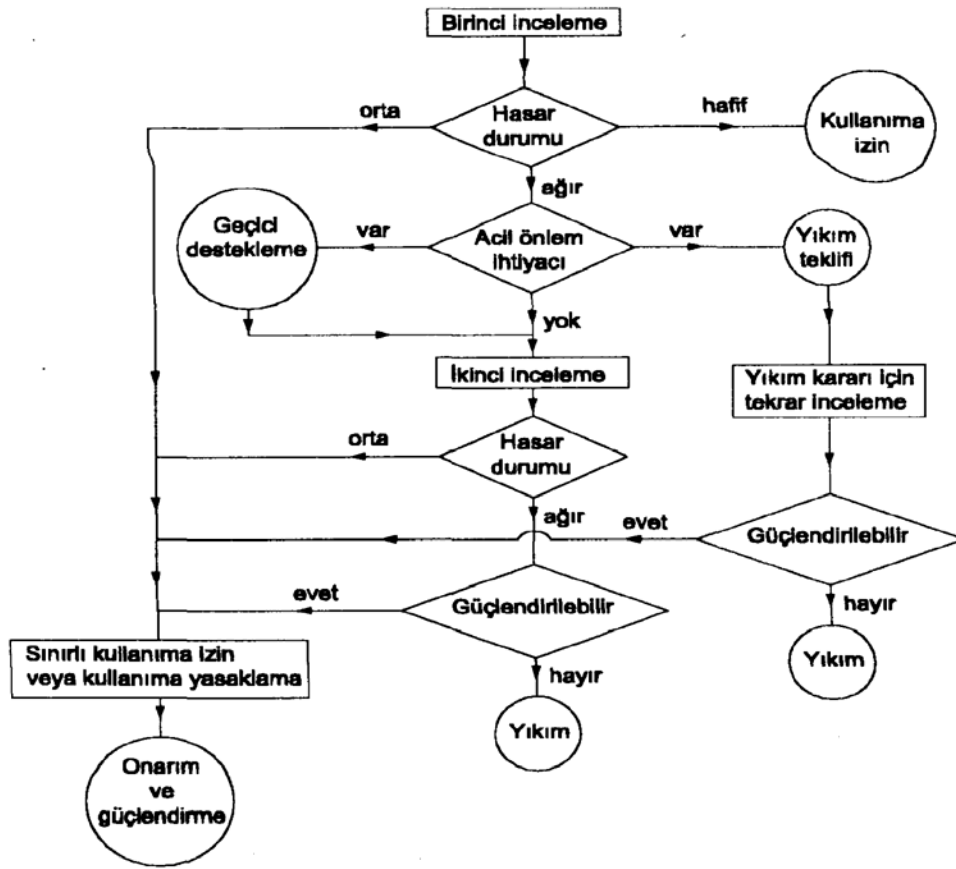 Birinci inceleme
orta
Hasar
durumu
hafif
Kullanıma
izin
ağır
Geçici
destekleme
var
Acil önlem
ihtiyacı
var
Yıkım
teklifi
yok
İkinci inceleme
Yıkım kararı için
tekrar inceleme
orta
Hasar
durumu
ağır
evet
Güçlendirilebilir
evet
Güçlendirilebilir
hayır
Sınırlı kullanıma izin
veya kullanıma yasaklama
Yıkım
hayır
Yıkım
Onarım
ve
güçlendirme